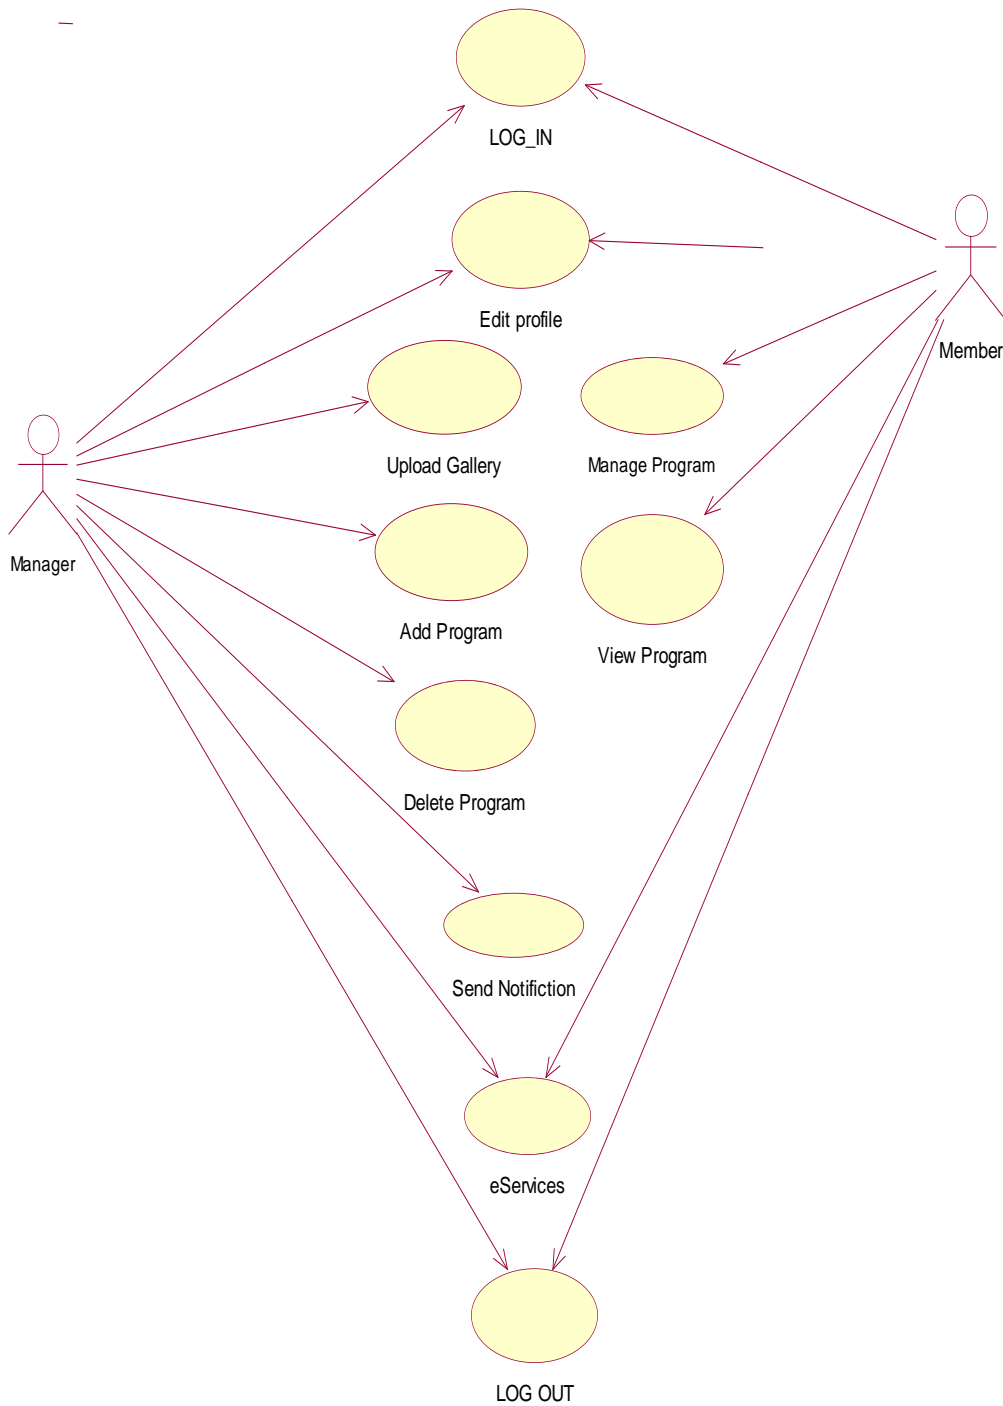 LOG_IN
Edit profile
Member
Upload Gallery
Manage Program
Manager
Add Program
View Program
Delete Program
Send Notifiction
eServices
LOG OUT